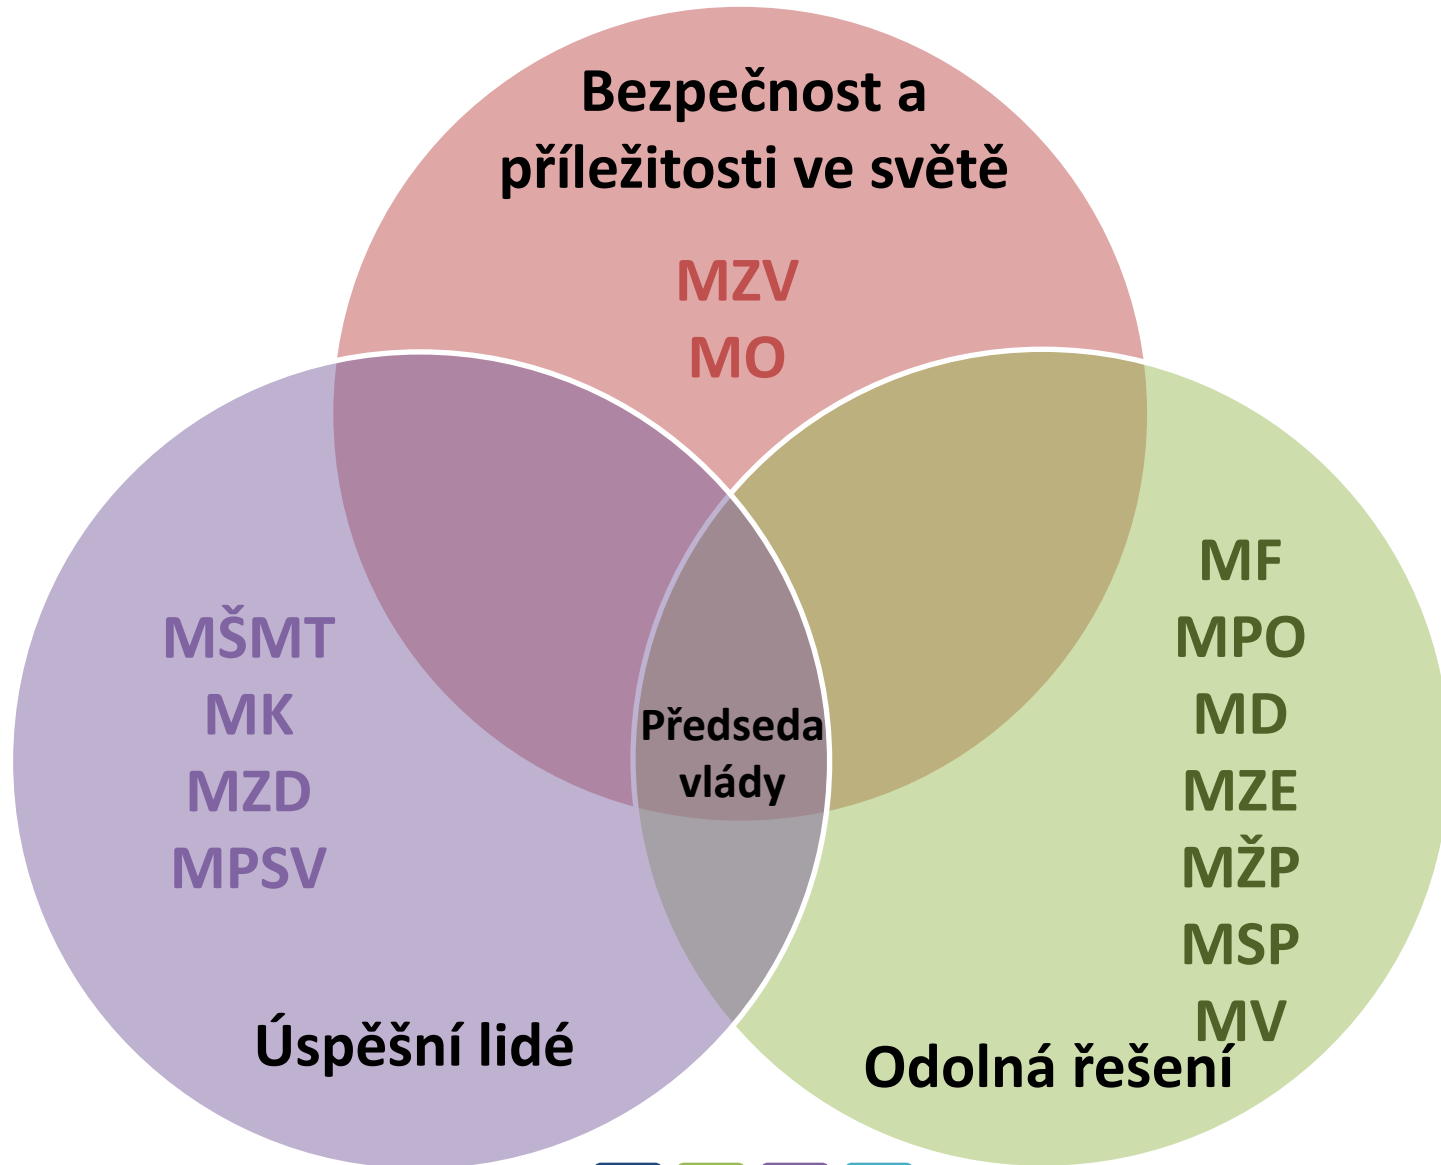 Bezpečnost a
příležitosti ve světě
MZV
MO
MŠMT
MK
MZD
MPSV
Úspěšní lidé
Předseda
vlády
MF
MPO
MD
MZE
MŽP
MSP
MV
Odolná řešení